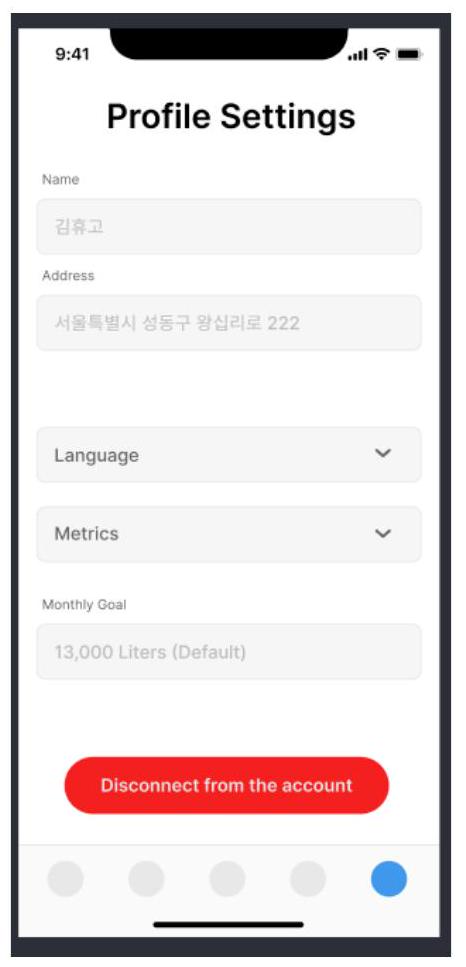 9:41
Profile Settings
Name
김휴고
Address
서울특별시 성동구 왕십리로 222
Language
Metrics
Monthly Goal
13,000 Liters (Default)
Disconnect from the account